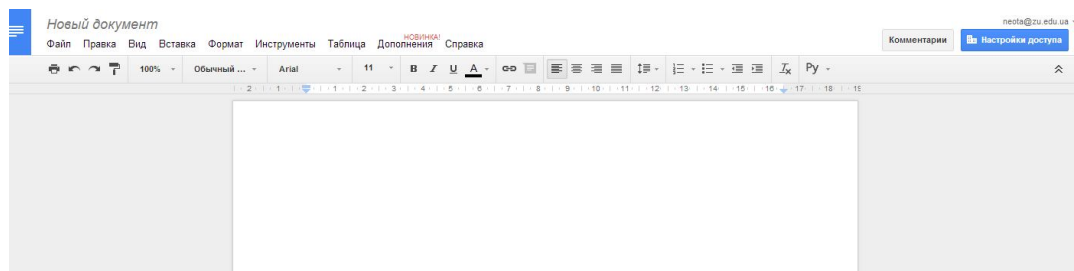 Новый документ
neota@zu.edu.ua
НОВИНКА!
Файл Правка Вид Вставка Формат Инструменты Таблица Дополнения Справка
Комментарии Настройки доступа
100% Обычный ... Arial 11 B I U A Ру
2 1 1 2 3 4 5 6 7 8 9 10 11 12 13 14 15 16 17 18 19